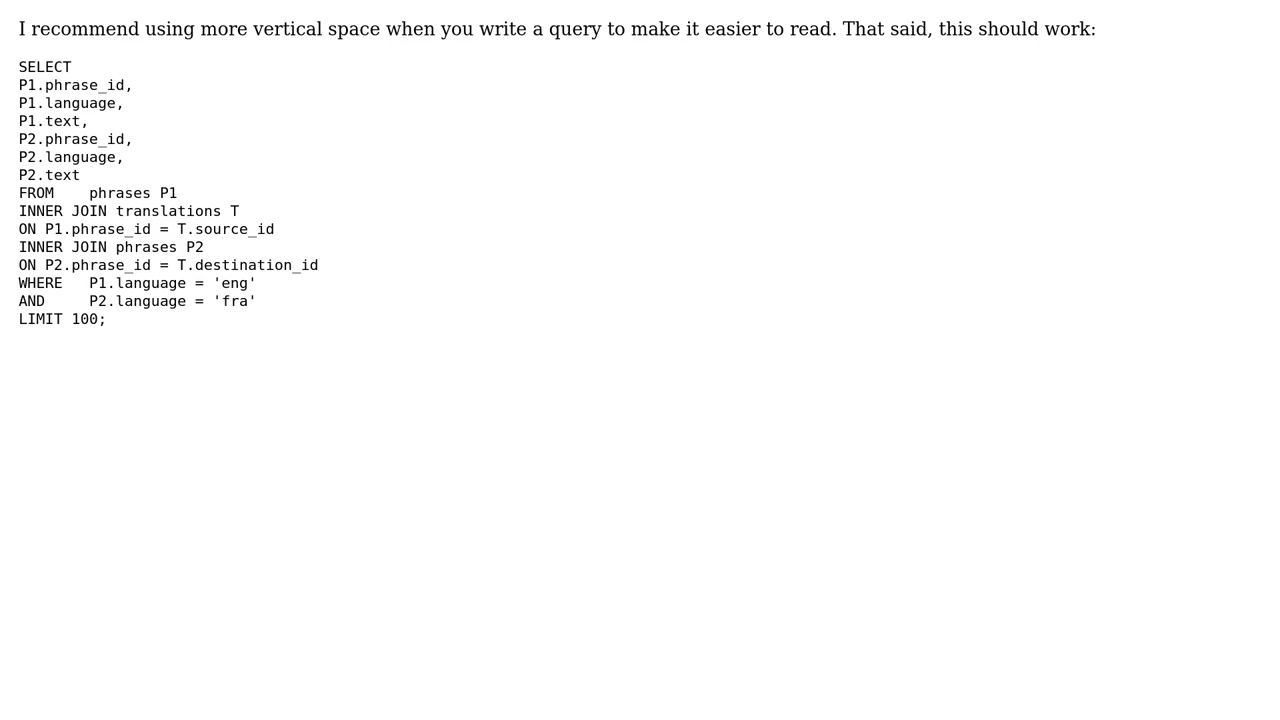 I recommend using more vertical space when you write a query to make it easier to read. That said, this should work:
SELECT
P1.phrase_id,
P1.language,
P1.text,
P2.phrase_id,
P2.language,
P2.text
FROM    phrases P1
INNER JOIN translations T
ON P1.phrase_id = T.source_id
INNER JOIN phrases P2
ON P2.phrase_id = T.destination_id
WHERE   P1.language = 'eng'
AND     P2.language = 'fra'
LIMIT 100;